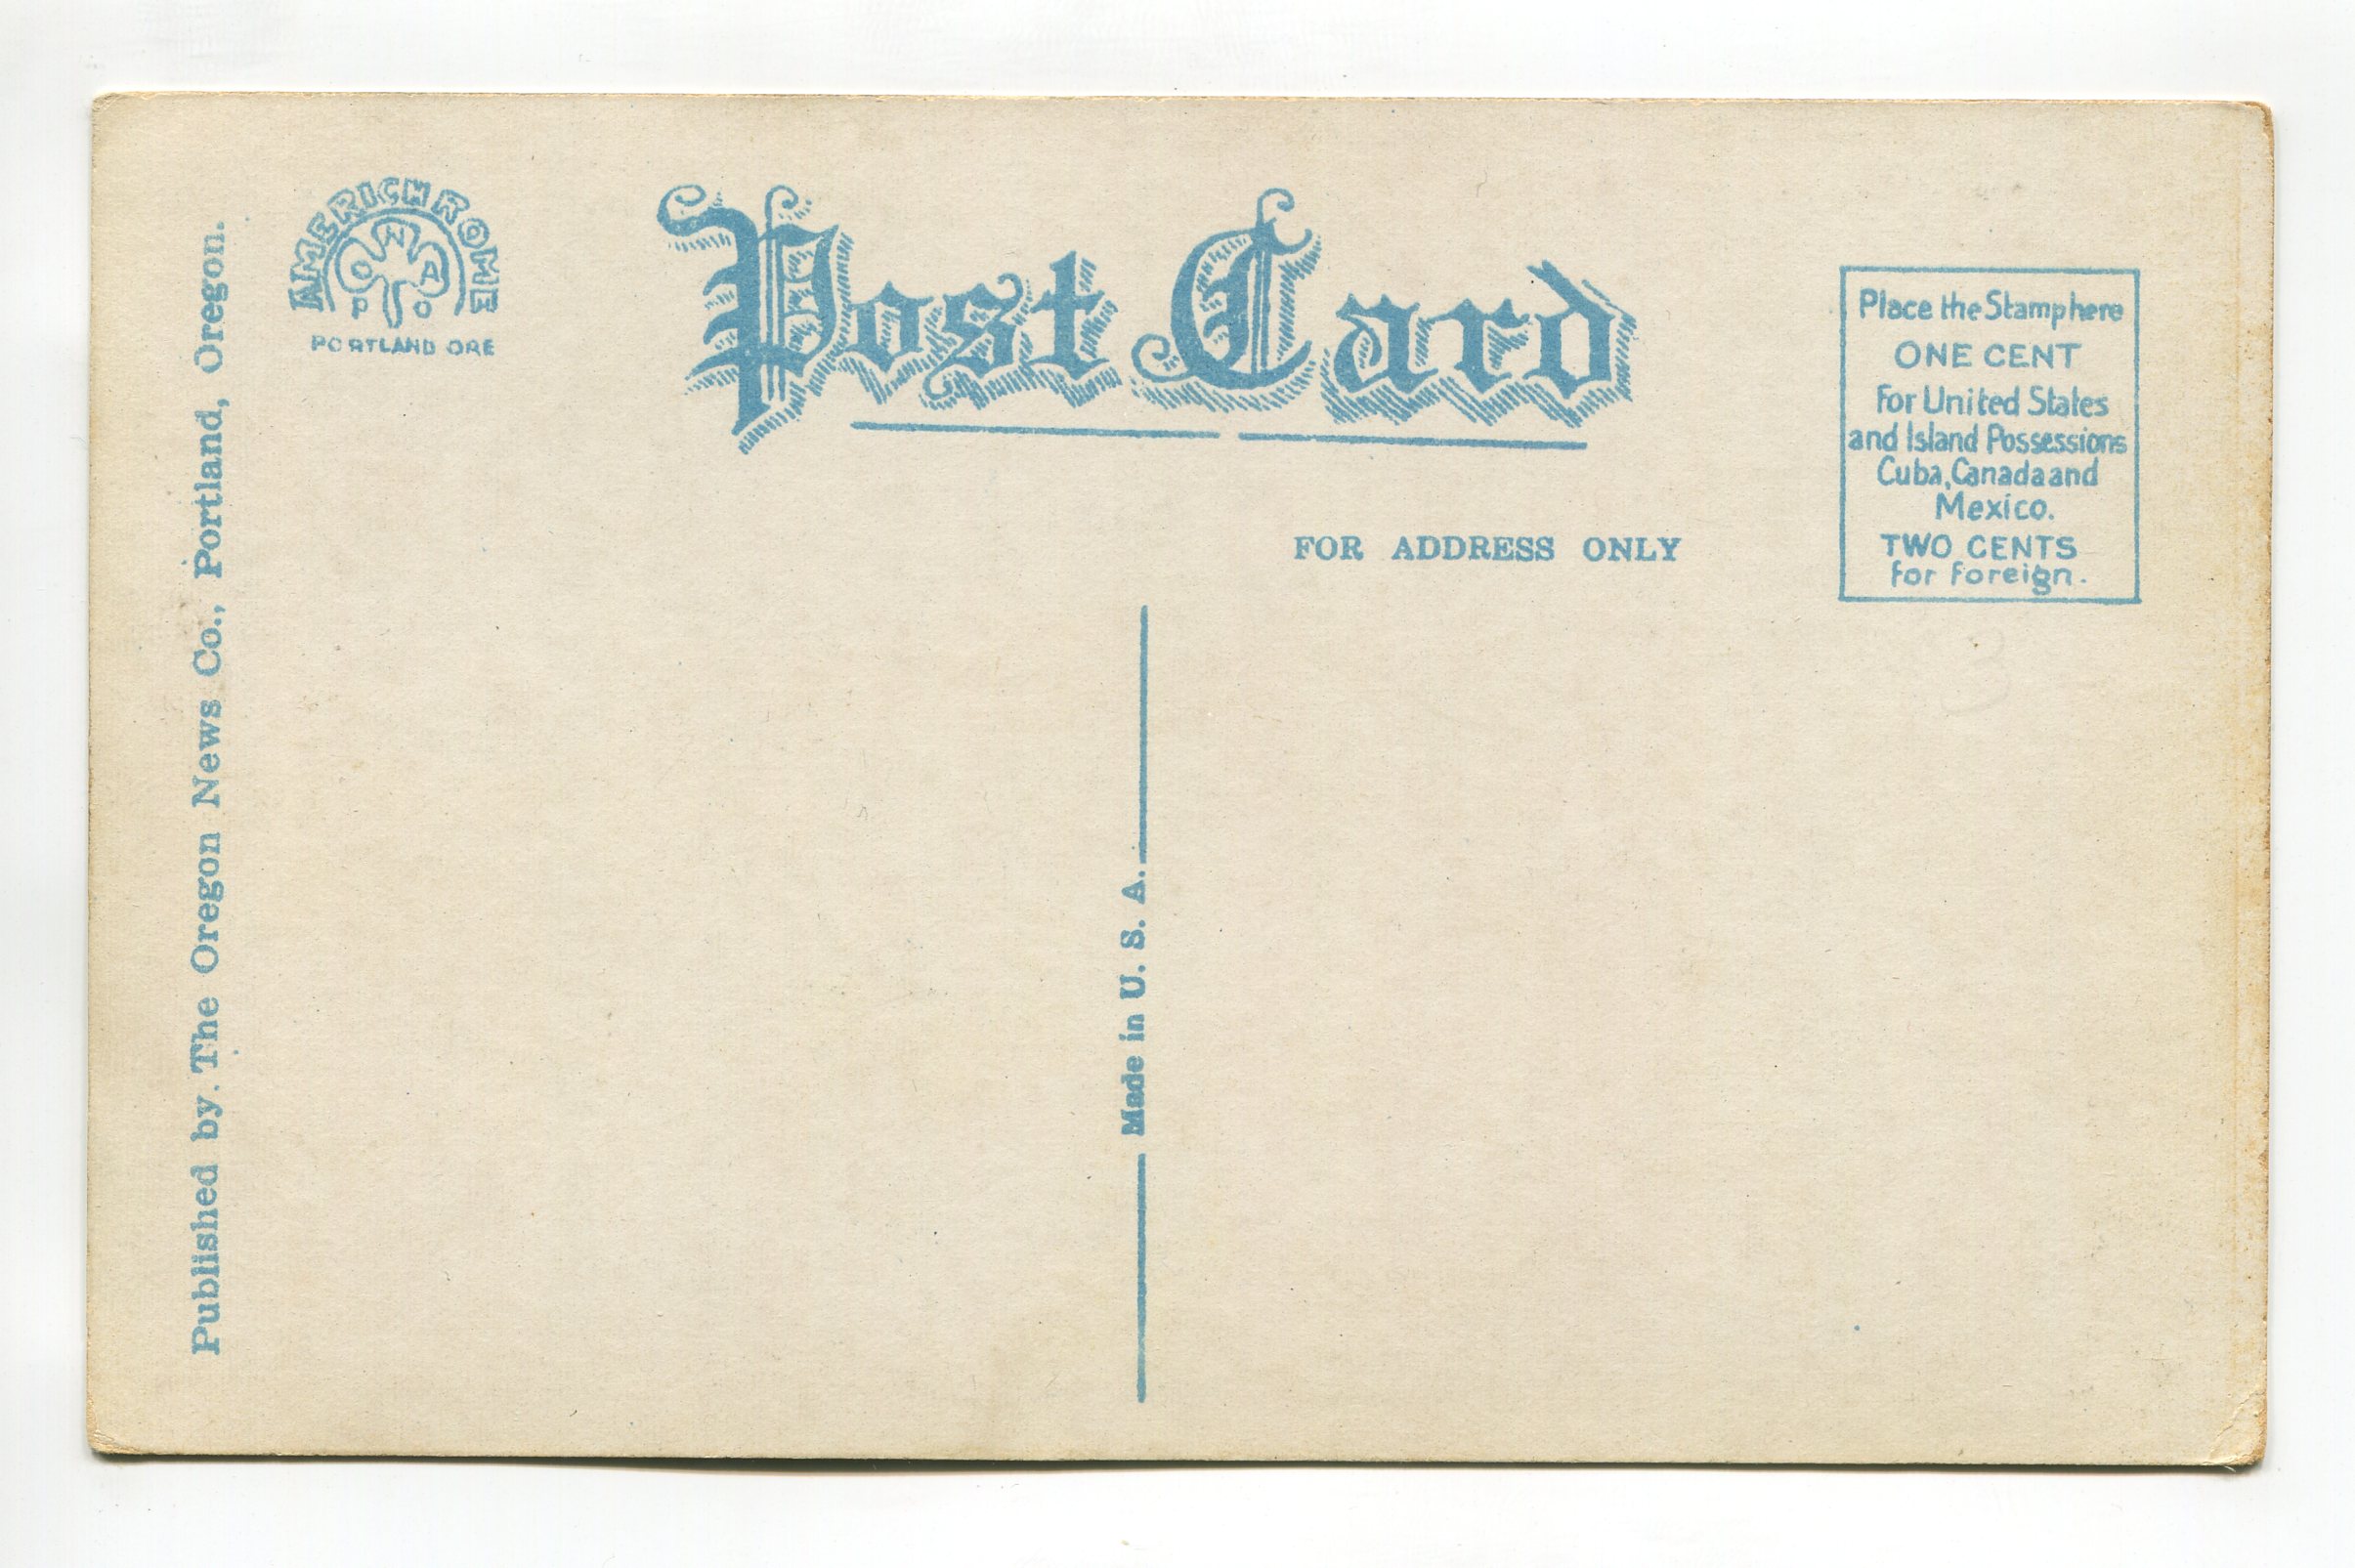 AMERICHROME
O N A
P O
PORTLAND ORE
Post Card
Place the Stamp here
ONE CENT
For United States
and Island Possessions
Cuba, Canada and
Mexico.
TWO CENTS
for foreign.
FOR ADDRESS ONLY
Published by The Oregon News Co., Portland, Oregon.
Made in U. S. A.
3